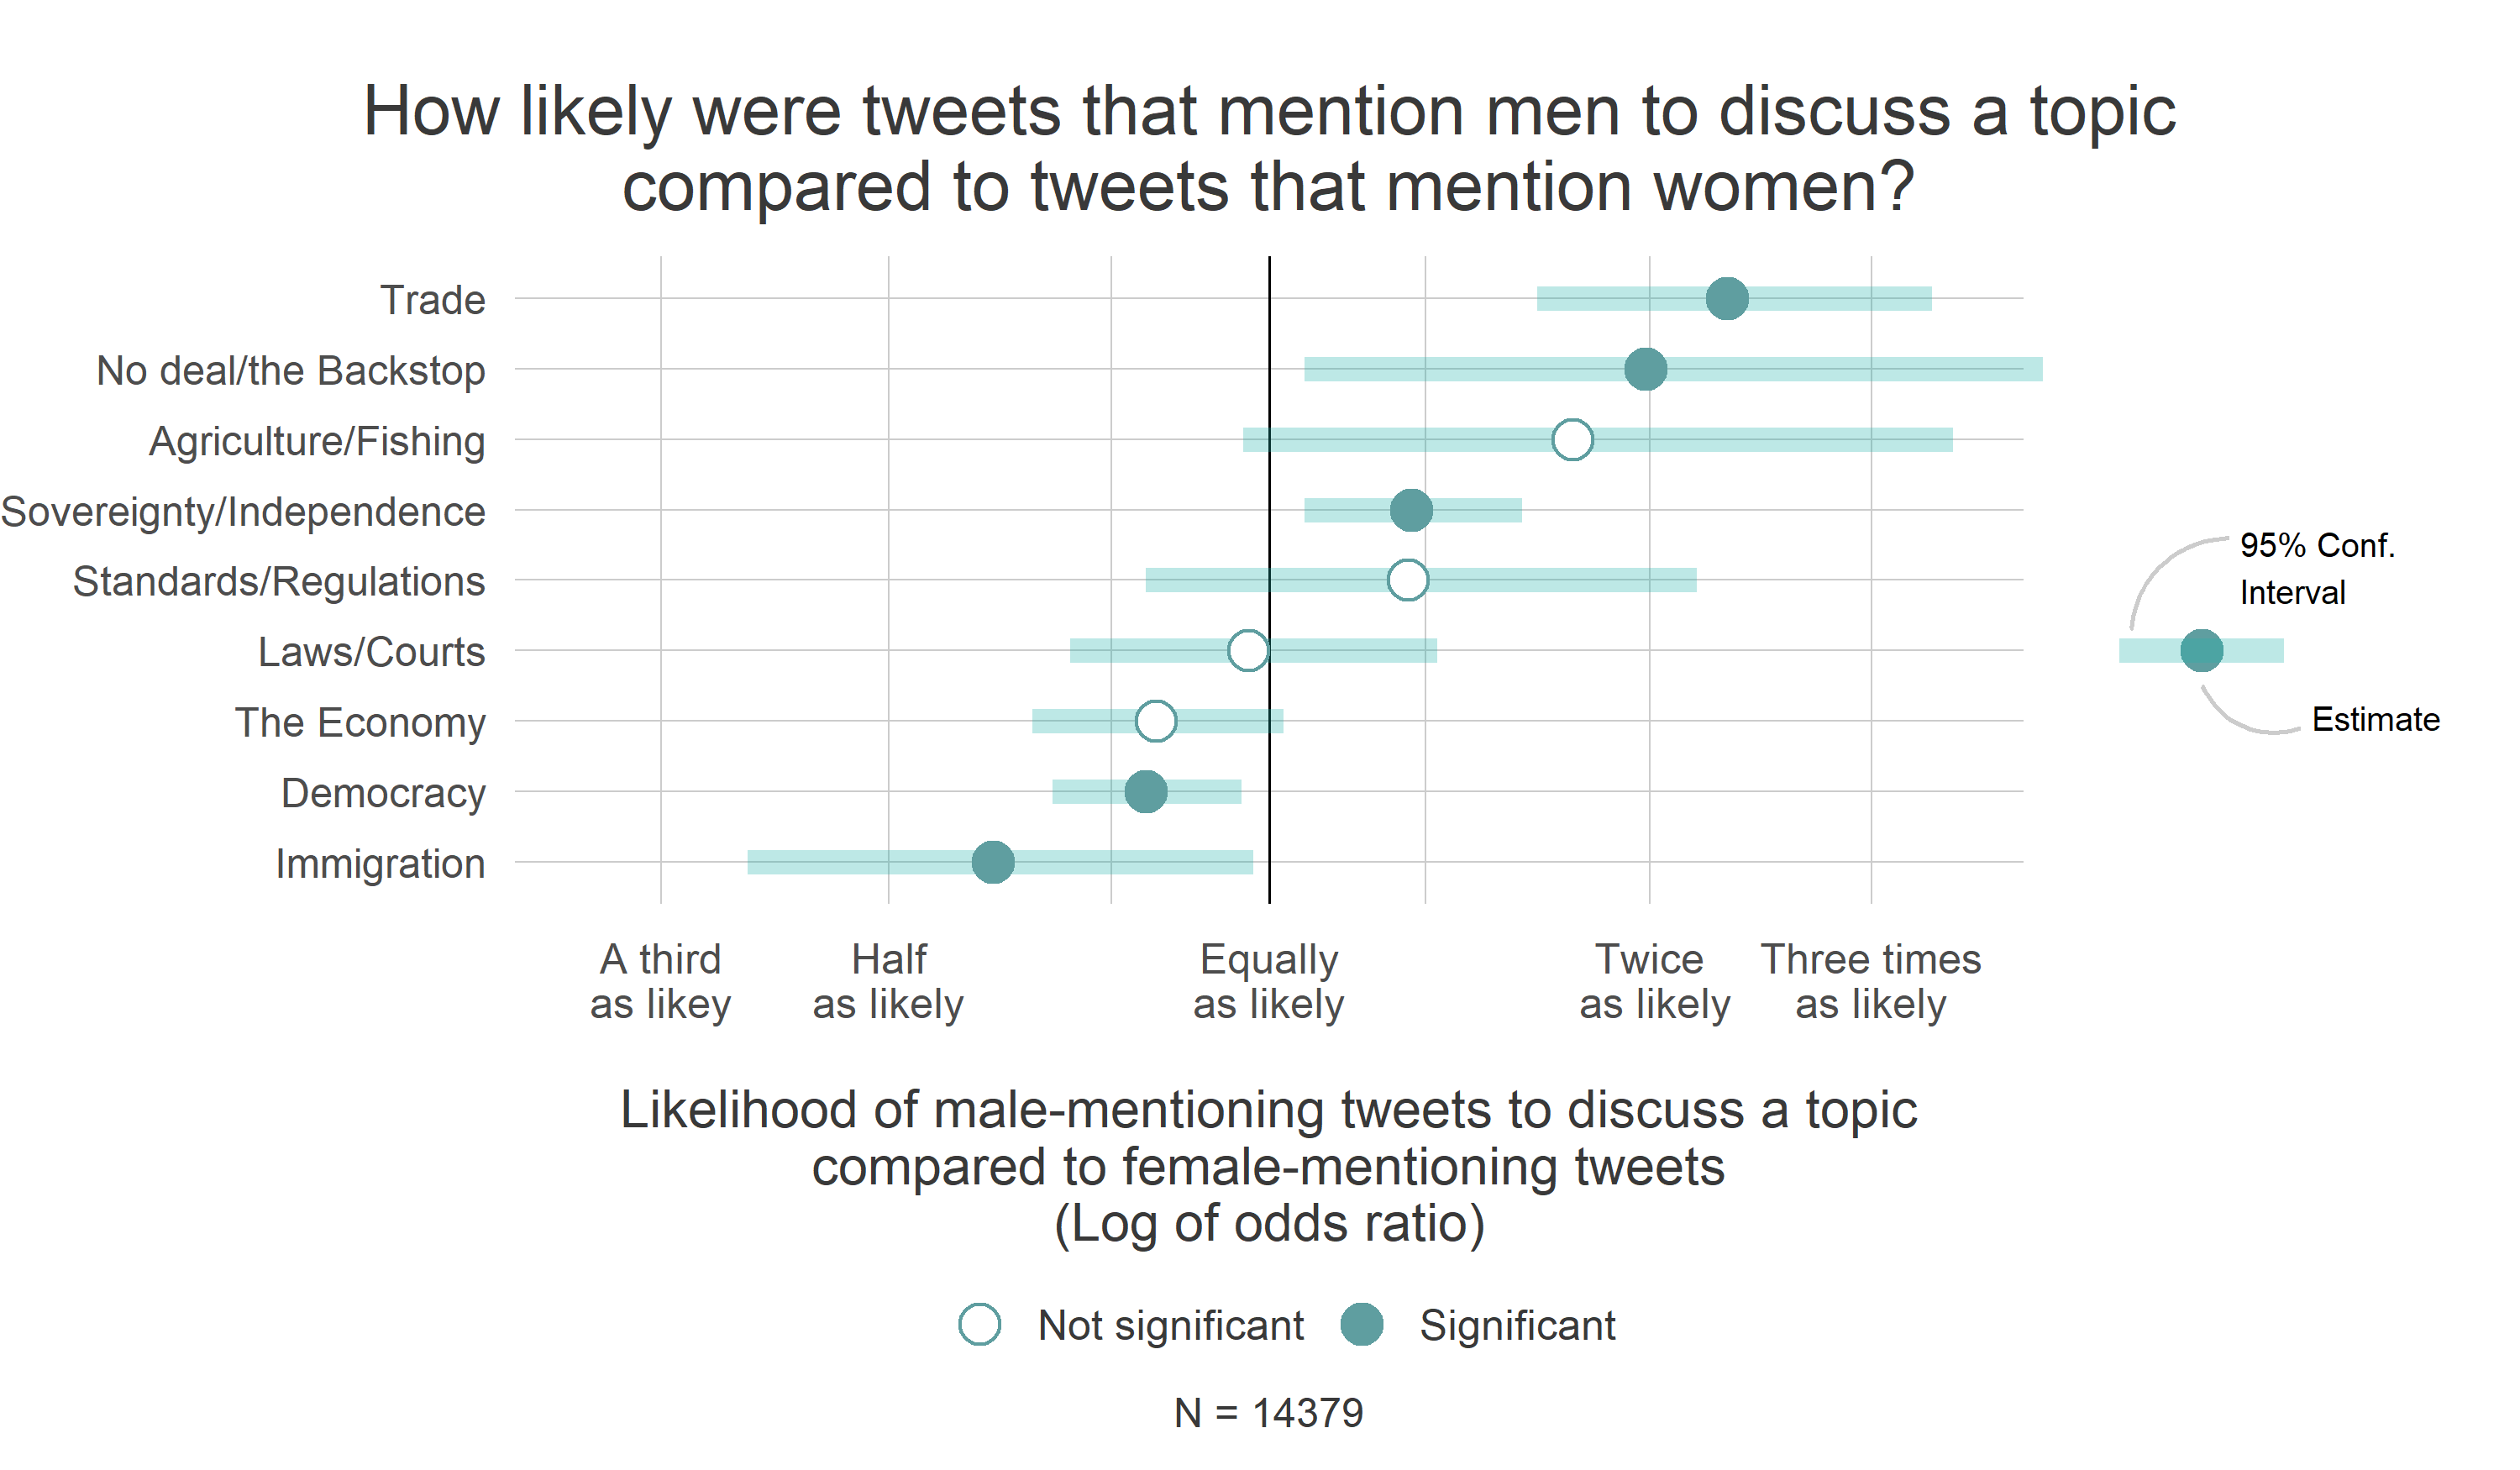 How likely were tweets that mention men to discuss a topic
compared to tweets that mention women?
Trade
No deal/the Backstop
Agriculture/Fishing
Sovereignty/Independence
Standards/Regulations
Laws/Courts
The Economy
Democracy
Immigration
95% Conf.
Interval
Estimate
A third
as likey
Half
as likely
Equally
as likely
Twice
as likely
Three times
as likely
Likelihood of male-mentioning tweets to discuss a topic
compared to female-mentioning tweets
(Log of odds ratio)
Not significant
Significant
N = 14379